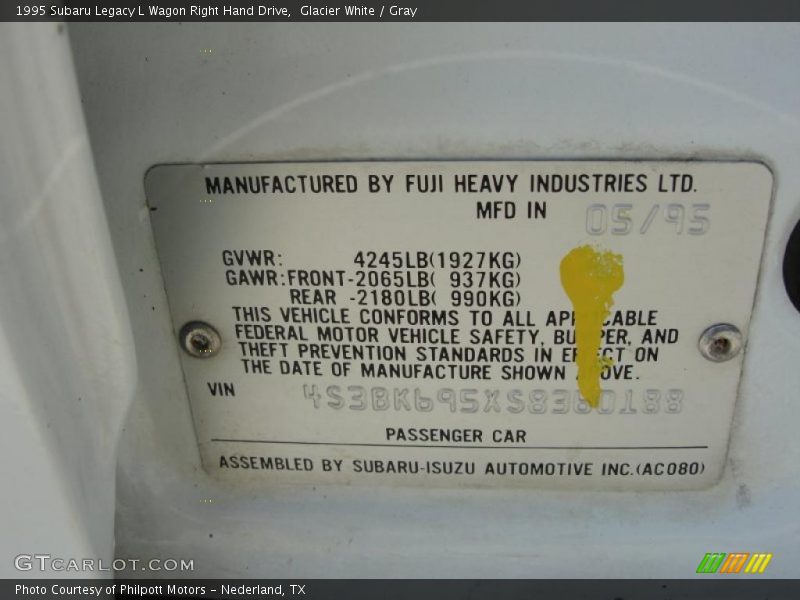 1995 Subaru Legacy L Wagon Right Hand Drive, Glacier White / Gray
MANUFACTURED BY FUJI HEAVY INDUSTRIES LTD.
MFD IN 05/95
GVWR: 4245LB(1927KG)
GAWR:FRONT-2065LB( 937KG)
REAR -2180LB( 990KG)
THIS VEHICLE CONFORMS TO ALL APPLICABLE
FEDERAL MOTOR VEHICLE SAFETY, BUMPER, AND
THEFT PREVENTION STANDARDS IN EFFECT ON
THE DATE OF MANUFACTURE SHOWN ABOVE.
VIN 4S3BK695XS8360188
PASSENGER CAR
ASSEMBLED BY SUBARU-ISUZU AUTOMOTIVE INC.(AC080)
GTCARLOT.COM
Photo Courtesy of Philpott Motors - Nederland, TX